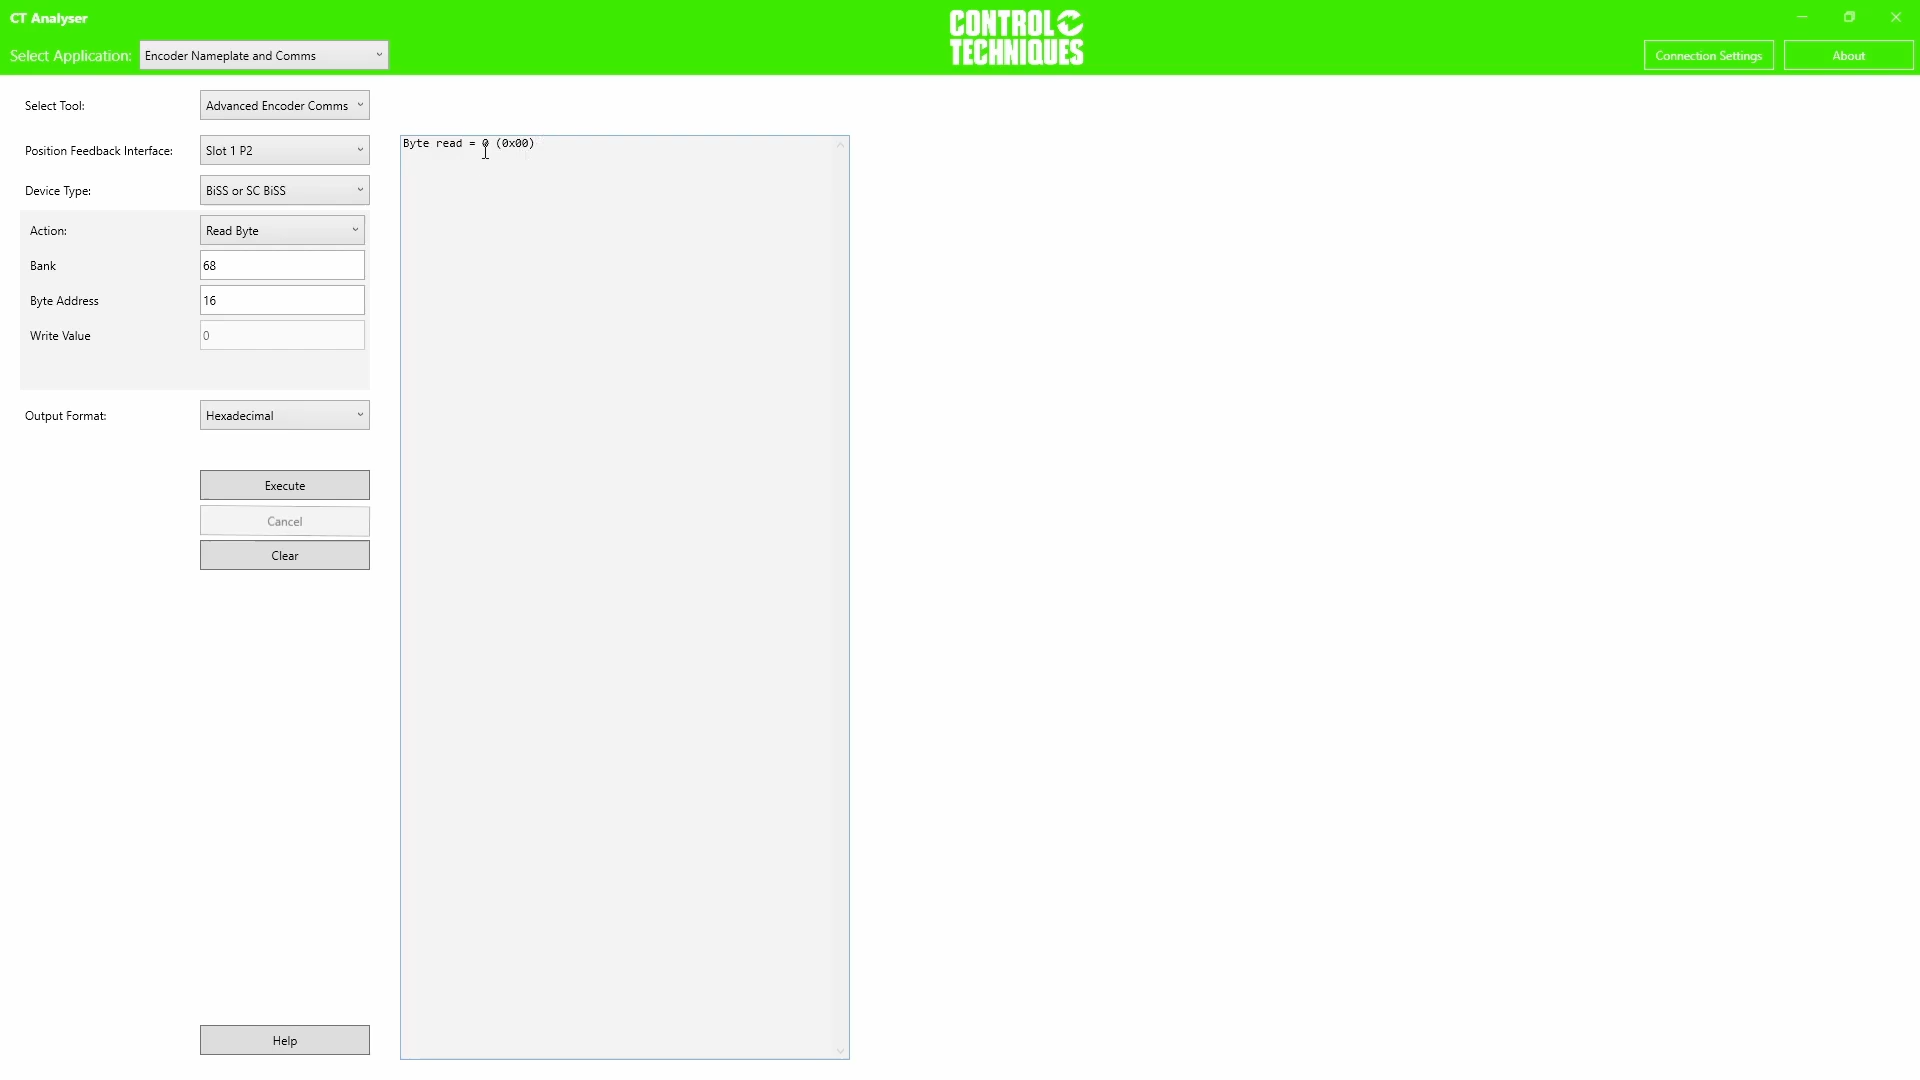 CT Analyser
CONTROL
TECHNIQUES
Select Application: Encoder Nameplate and Comms
Connection Settings About
Select Tool: Advanced Encoder Comms
Position Feedback Interface: Slot 1 P2
Byte read = 0 (0x00)
Device Type: BiSS or SC BiSS
Action: Read Byte
Bank 68
Byte Address 16
Write Value 0
Output Format: Hexadecimal
Execute
Cancel
Clear
Help